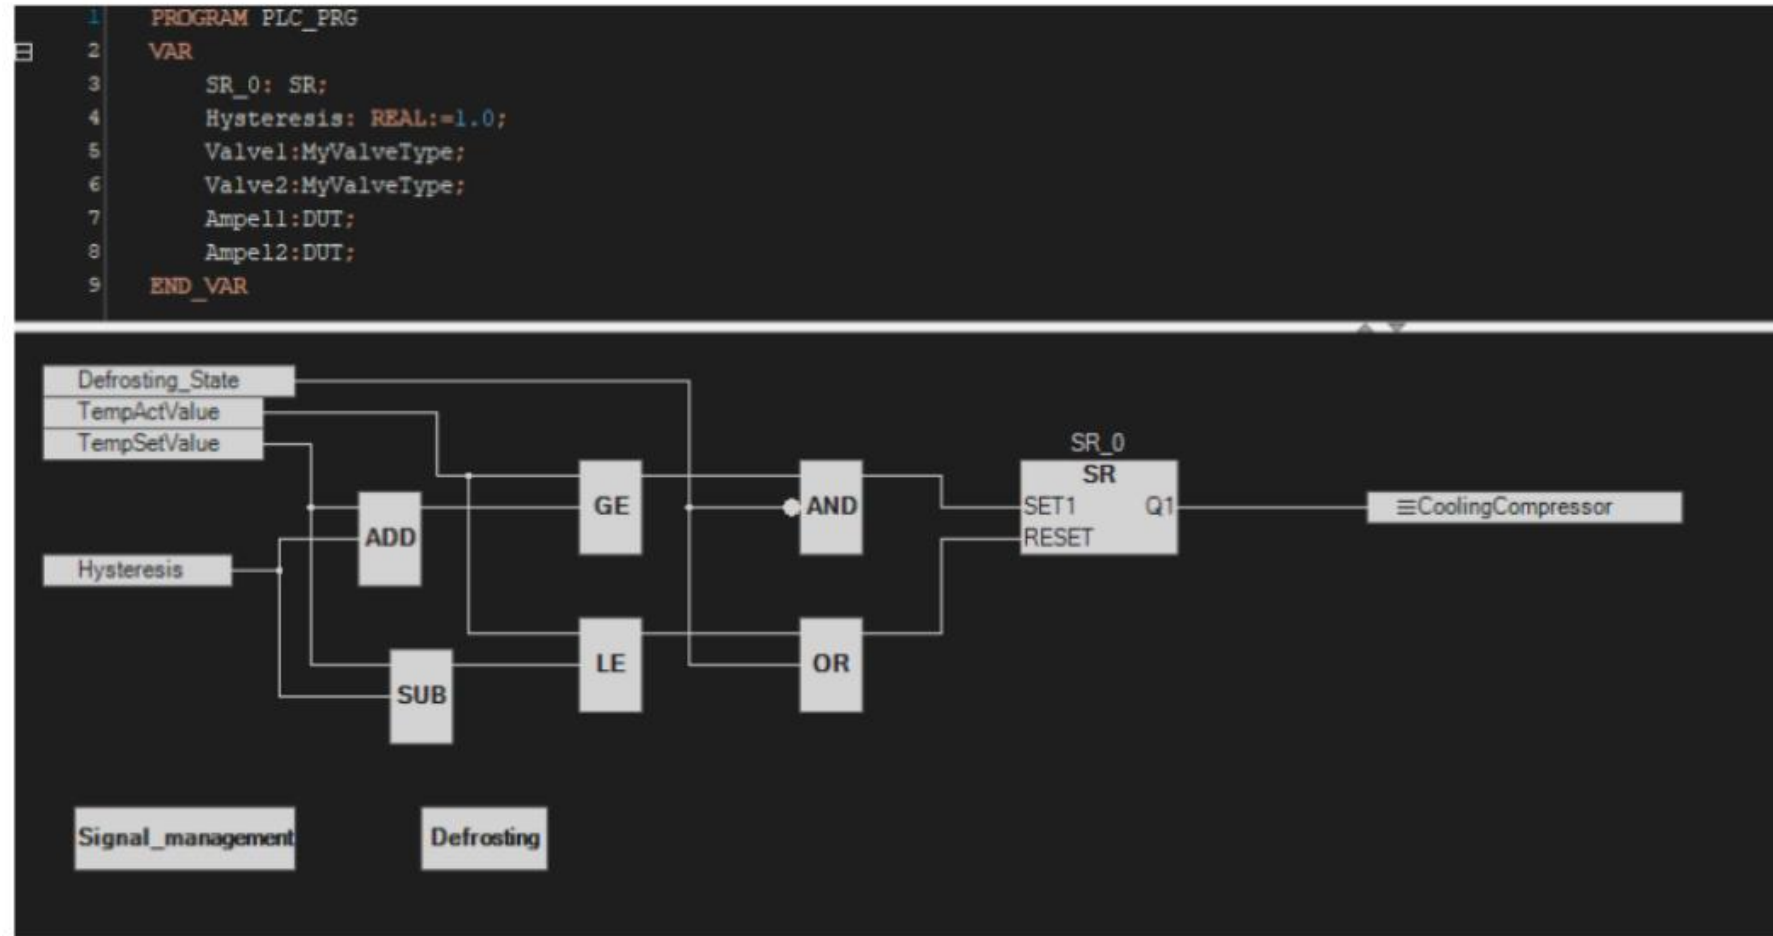 1 PROGRAM PLC_PRG
2 VAR
3 SR_0: SR;
4 Hysteresis: REAL:=1.0;
5 Valve1:MyValveType;
6 Valve2:MyValveType;
7 Ampel1:DUT;
8 Ampel2:DUT;
9 END_VAR
Defrosting_State
TempActValue
TempSetValue
Hysteresis
ADD
SUB
GE
LE
AND
OR
SR_0
SR
SET1 Q1
RESET
CoolingCompressor
Signal_management
Defrosting